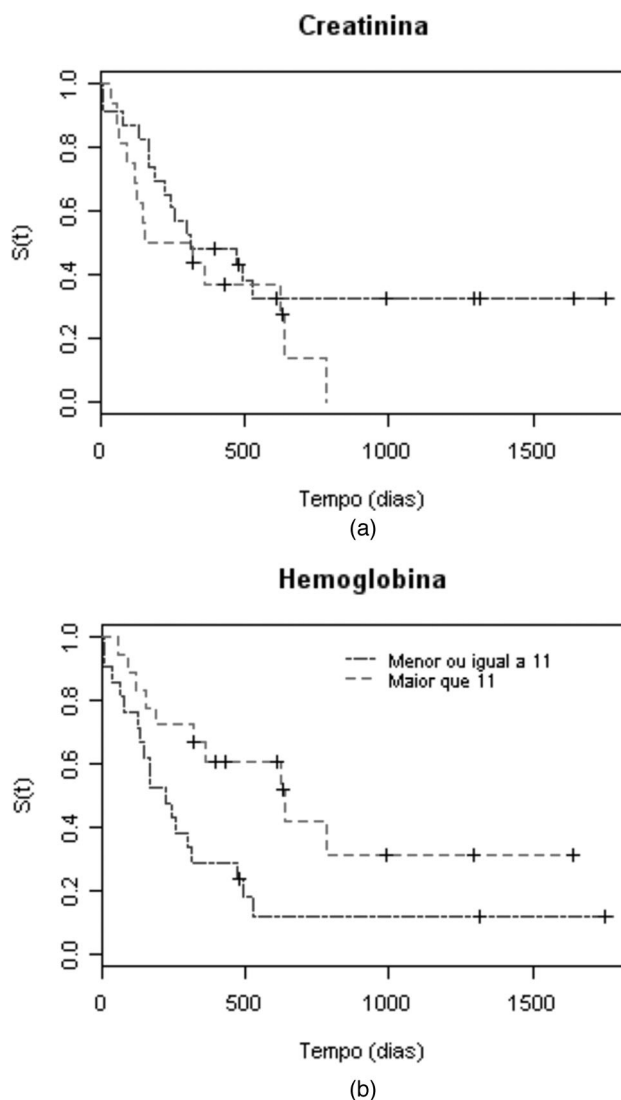 Creatinina
S(t)
1.0
0.8
0.6
0.4
0.2
0.0
0
500
1000
1500
Tempo (dias)
(a)
Hemoglobina
S(t)
1.0
0.8
0.6
0.4
0.2
0.0
Menor ou igual a 11
Maior que 11
0
500
1000
1500
Tempo (dias)
(b)